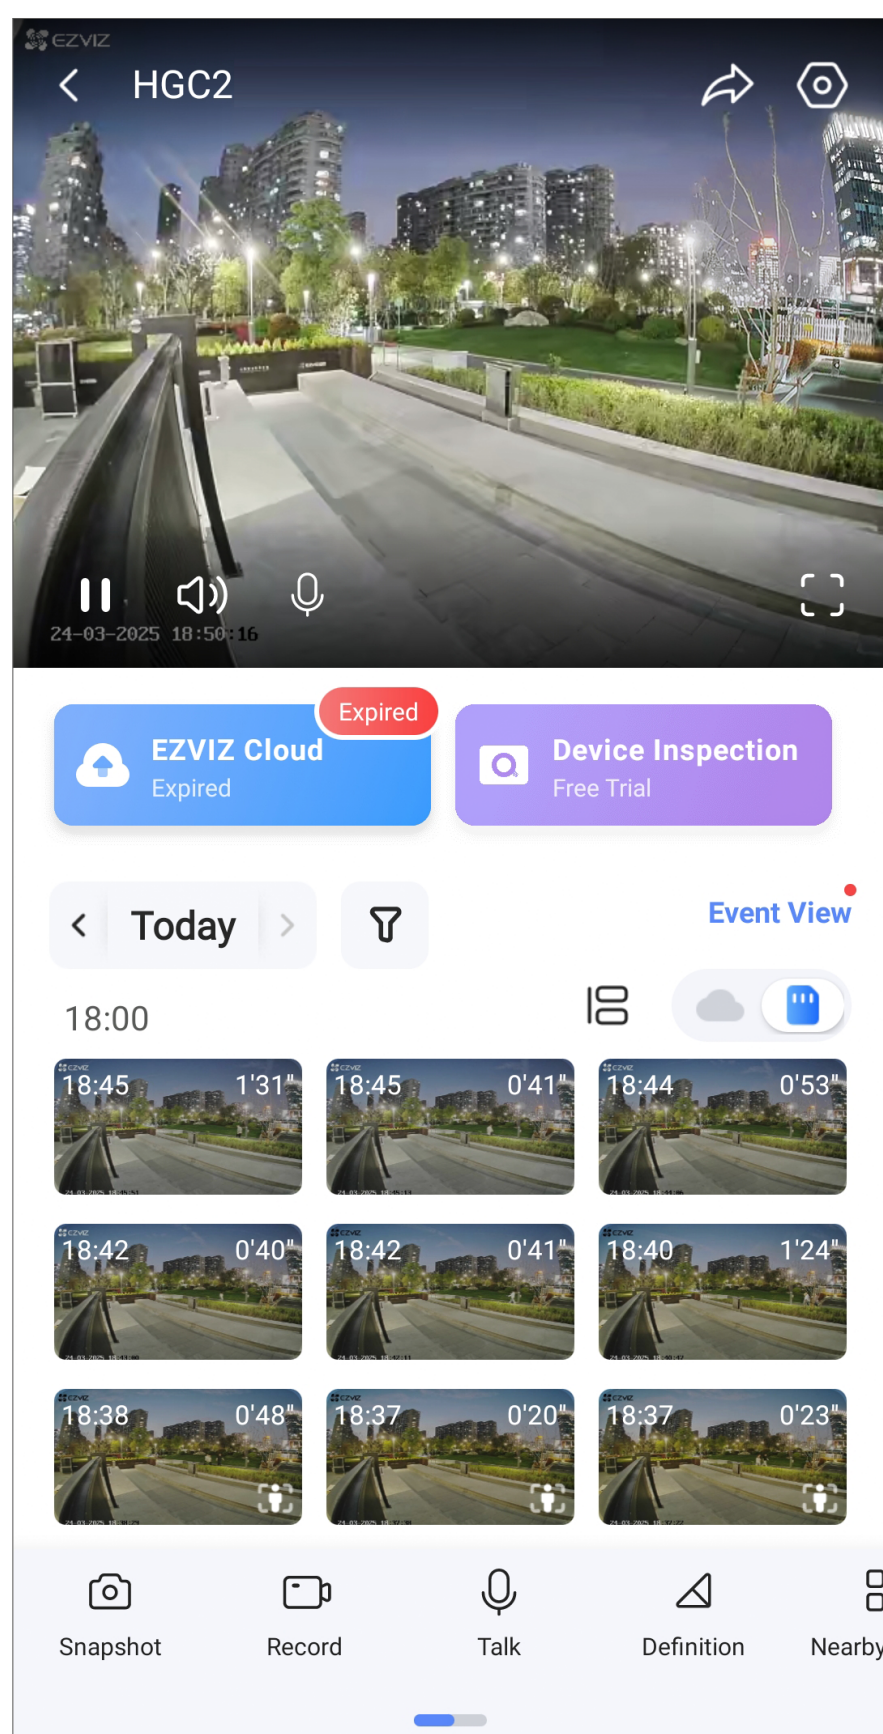 EZVIZ
HGC2
24-03-2025 18:50:16
Expired
EZVIZ Cloud
Expired
Device Inspection
Free Trial
Today
Event View
18:00
18:45 1'31"
18:45 0'41"
18:44 0'53"
18:42 0'40"
18:42 0'41"
18:40 1'24"
18:38 0'48"
18:37 0'20"
18:37 0'23"
Snapshot
Record
Talk
Definition
Nearby